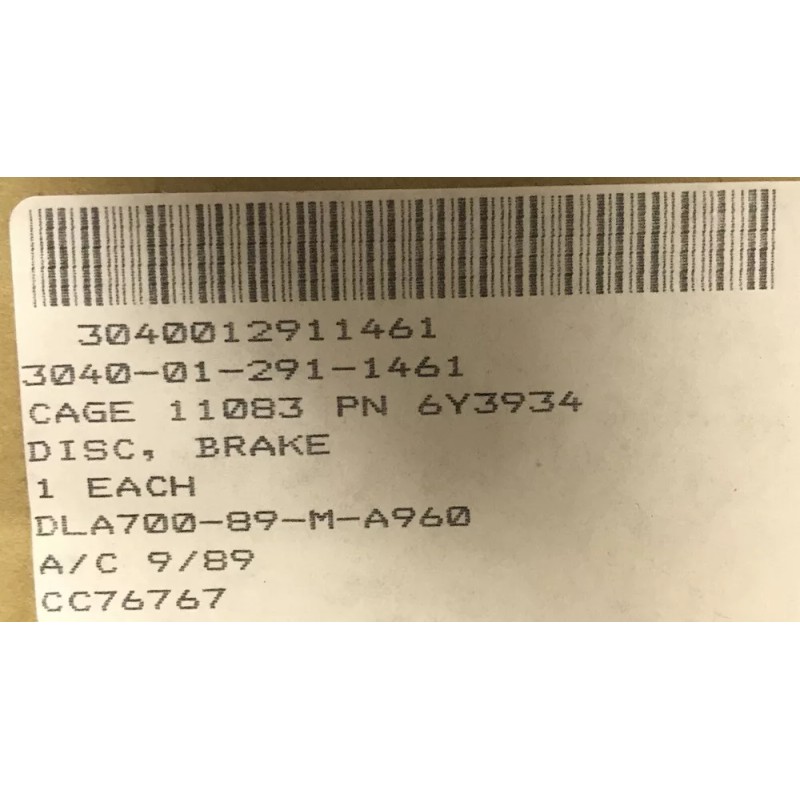 3040012911461
3040-01-291-1461
CAGE 11083 PN 6Y3934
DISC, BRAKE
1 EACH
DLA700-89-M-A960
A/C 9/89
CC76767